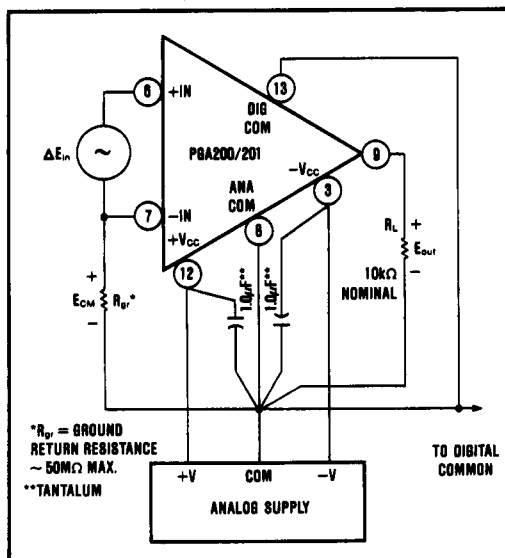 13
6
+IN
DIG
COM
PGA200/201
9
ΔEin
-VCC
ANA
COM
3
7
-IN
+VCC
8
12
RL
+
Eout
-
10kΩ
NOMINAL
+
ECM
Rgr*
-
1.0μF**
1.0μF**
*Rgr = GROUND
RETURN RESISTANCE
~ 50MΩ MAX.
**TANTALUM
TO DIGITAL
COMMON
+V
COM
-V
ANALOG SUPPLY